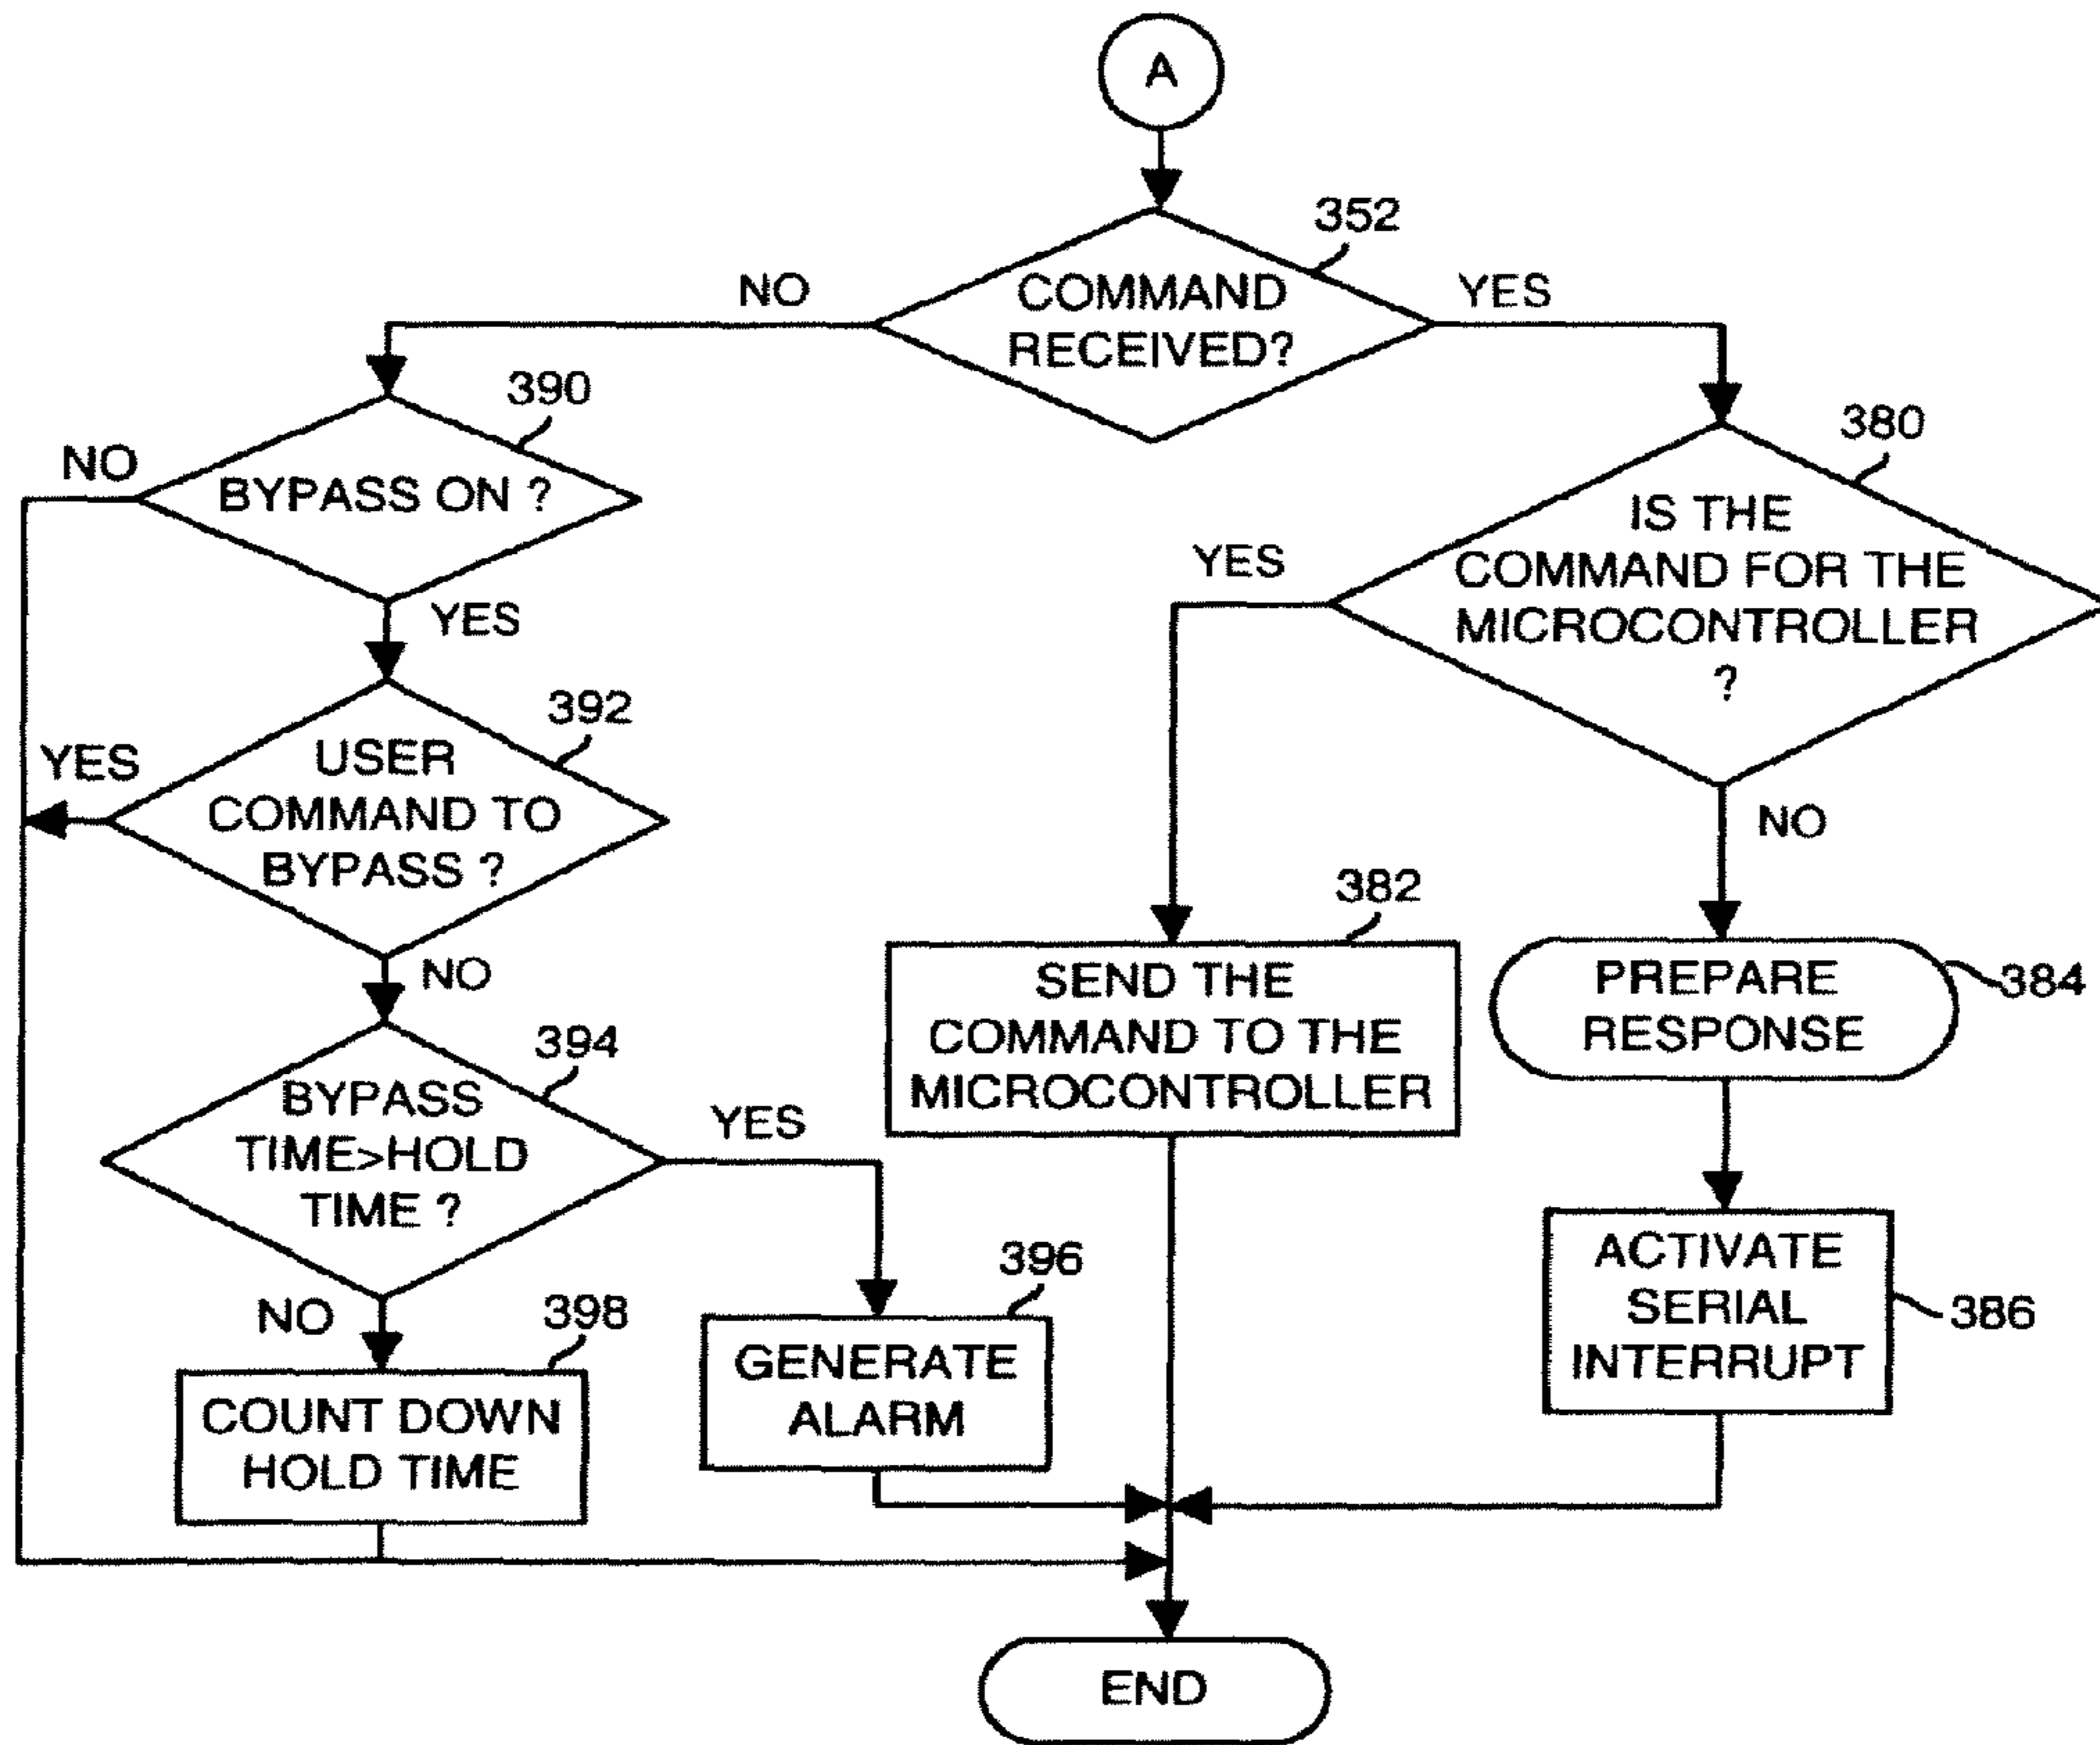 A
352
COMMAND
RECEIVED?
NO
YES
390
BYPASS ON ?
NO
YES
380
IS THE
COMMAND FOR THE
MICROCONTROLLER
?
YES
NO
392
USER
COMMAND TO
BYPASS ?
YES
NO
382
SEND THE
COMMAND TO THE
MICROCONTROLLER
384
PREPARE
RESPONSE
394
BYPASS
TIME>HOLD
TIME ?
YES
NO
396
GENERATE
ALARM
386
ACTIVATE
SERIAL
INTERRUPT
398
COUNT DOWN
HOLD TIME
END